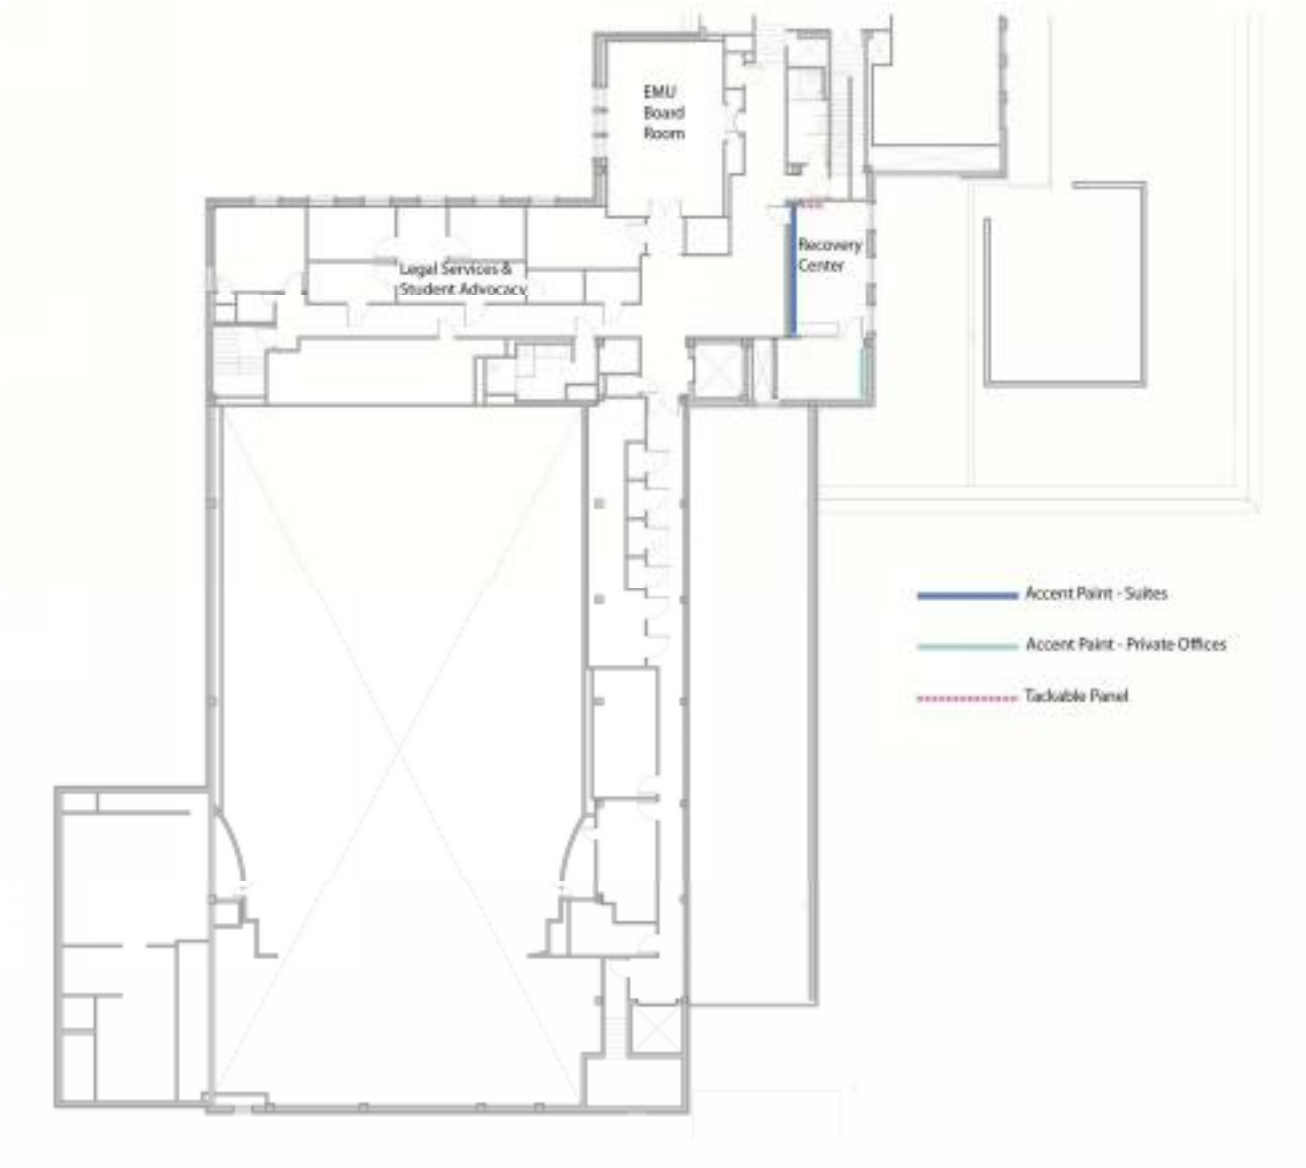 EMU
Board
Room
Recovery
Center
Legal Services &
Student Advocacy
Accent Paint - Suites
Accent Paint - Private Offices
Tackable Panel